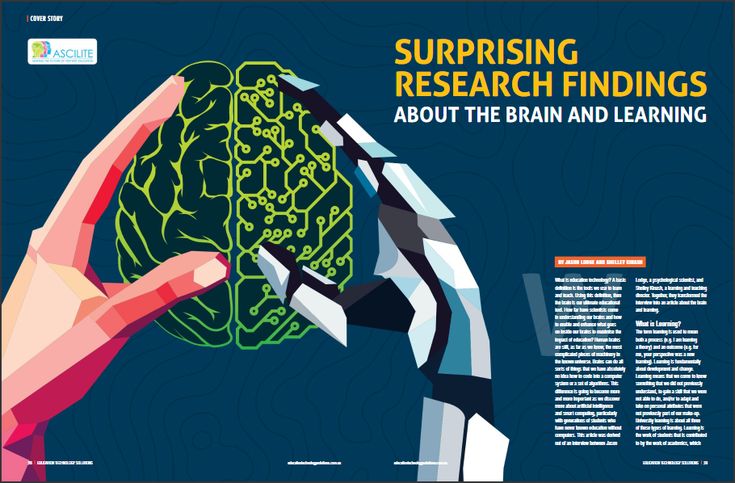 COVER STORY
ASCILITE
SURPRISING
RESEARCH FINDINGS
ABOUT THE BRAIN AND LEARNING
BY JASON LODGE AND SHELLEY KINASH
W
What is education technology? A basic
definition is the tools we use to learn
and teach. Using this definition, then
the brain is our ultimate educational
tool. How far have scientists come
in understanding our brains and how
to enable and enhance what goes
on inside our brains to maximise the
impact of education? Human brains
are still, as far as we know, the most
complicated pieces of machinery in
the known universe. Brains can do all
sorts of things that we have absolutely
no idea how to code into a computer
system or a set of algorithms. This
difference is going to become more
and more important as we discover
more about artificial intelligence
and smart computing, particularly
with generations of students who
have never known education without
computers. This article was derived
out of an interview between Jason
Lodge, a psychological scientist, and
Shelley Kinash, a learning and teaching
director. Together, they transformed the
interview into an article about the brain
and learning.
What is Learning?
The term learning is used to mean
both a process (e.g. I am learning
a theory) and an outcome (e.g. for
me, your perspective was a new
learning). Learning is fundamentally
about development and change.
Learning means that we come to know
something that we did not previously
understand, to gain a skill that we were
not able to do, and/or to adapt and
take on personal attributes that were
not previously part of our make-up.
University learning is about all three
of these types of learning. Learning is
the work of students that is contributed
to by the work of academics, which
EDUCATION TECHNOLOGY SOLUTIONS
educationtechnologysolutions.com.au
educationtechnologysolutions.com.au
EDUCATION TECHNOLOGY SOLUTIONS